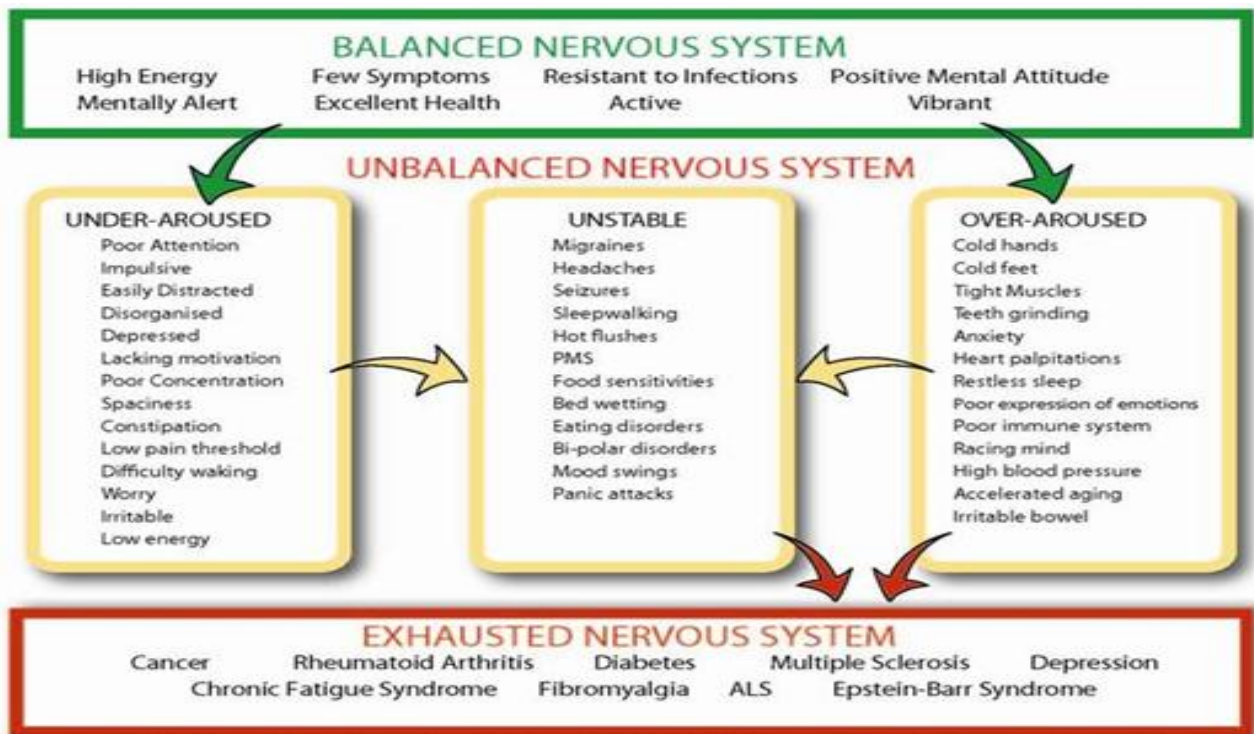 BALANCED NERVOUS SYSTEM
High Energy Few Symptoms Resistant to Infections Positive Mental Attitude
Mentally Alert Excellent Health Active Vibrant
UNBALANCED NERVOUS SYSTEM
UNDER-AROUSED
Poor Attention
Impulsive
Easily Distracted
Disorganised
Depressed
Lacking motivation
Poor Concentration
Spaciness
Constipation
Low pain threshold
Difficulty waking
Worry
Irritable
Low energy
UNSTABLE
Migraines
Headaches
Seizures
Sleepwalking
Hot flushes
PMS
Food sensitivities
Bed wetting
Eating disorders
Bi-polar disorders
Mood swings
Panic attacks
OVER-AROUSED
Cold hands
Cold feet
Tight Muscles
Teeth grinding
Anxiety
Heart palpitations
Restless sleep
Poor expression of emotions
Poor immune system
Racing mind
High blood pressure
Accelerated aging
Irritable bowel
EXHAUSTED NERVOUS SYSTEM
Cancer Rheumatoid Arthritis Diabetes Multiple Sclerosis Depression
Chronic Fatigue Syndrome Fibromyalgia ALS Epstein-Barr Syndrome